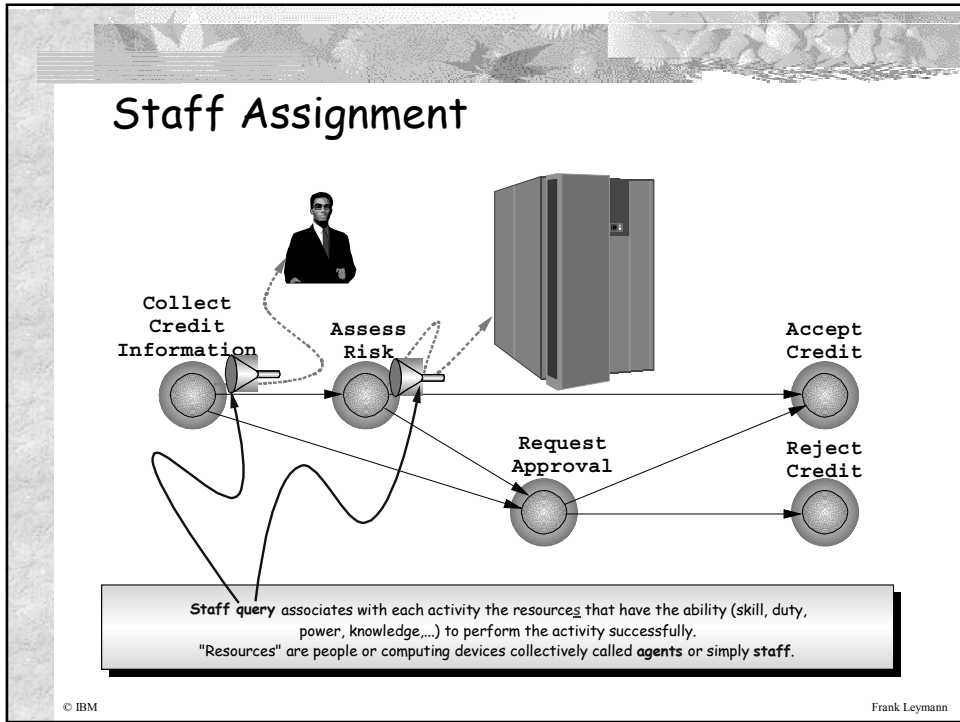 Staff Assignment
Collect
Credit
Information
Assess
Risk
Accept
Credit
Request
Approval
Reject
Credit
Staff query associates with each activity the resources that have the ability (skill, duty,
power, knowledge,...) to perform the activity successfully.
"Resources" are people or computing devices collectively called agents or simply staff.
© IBM
Frank Leymann